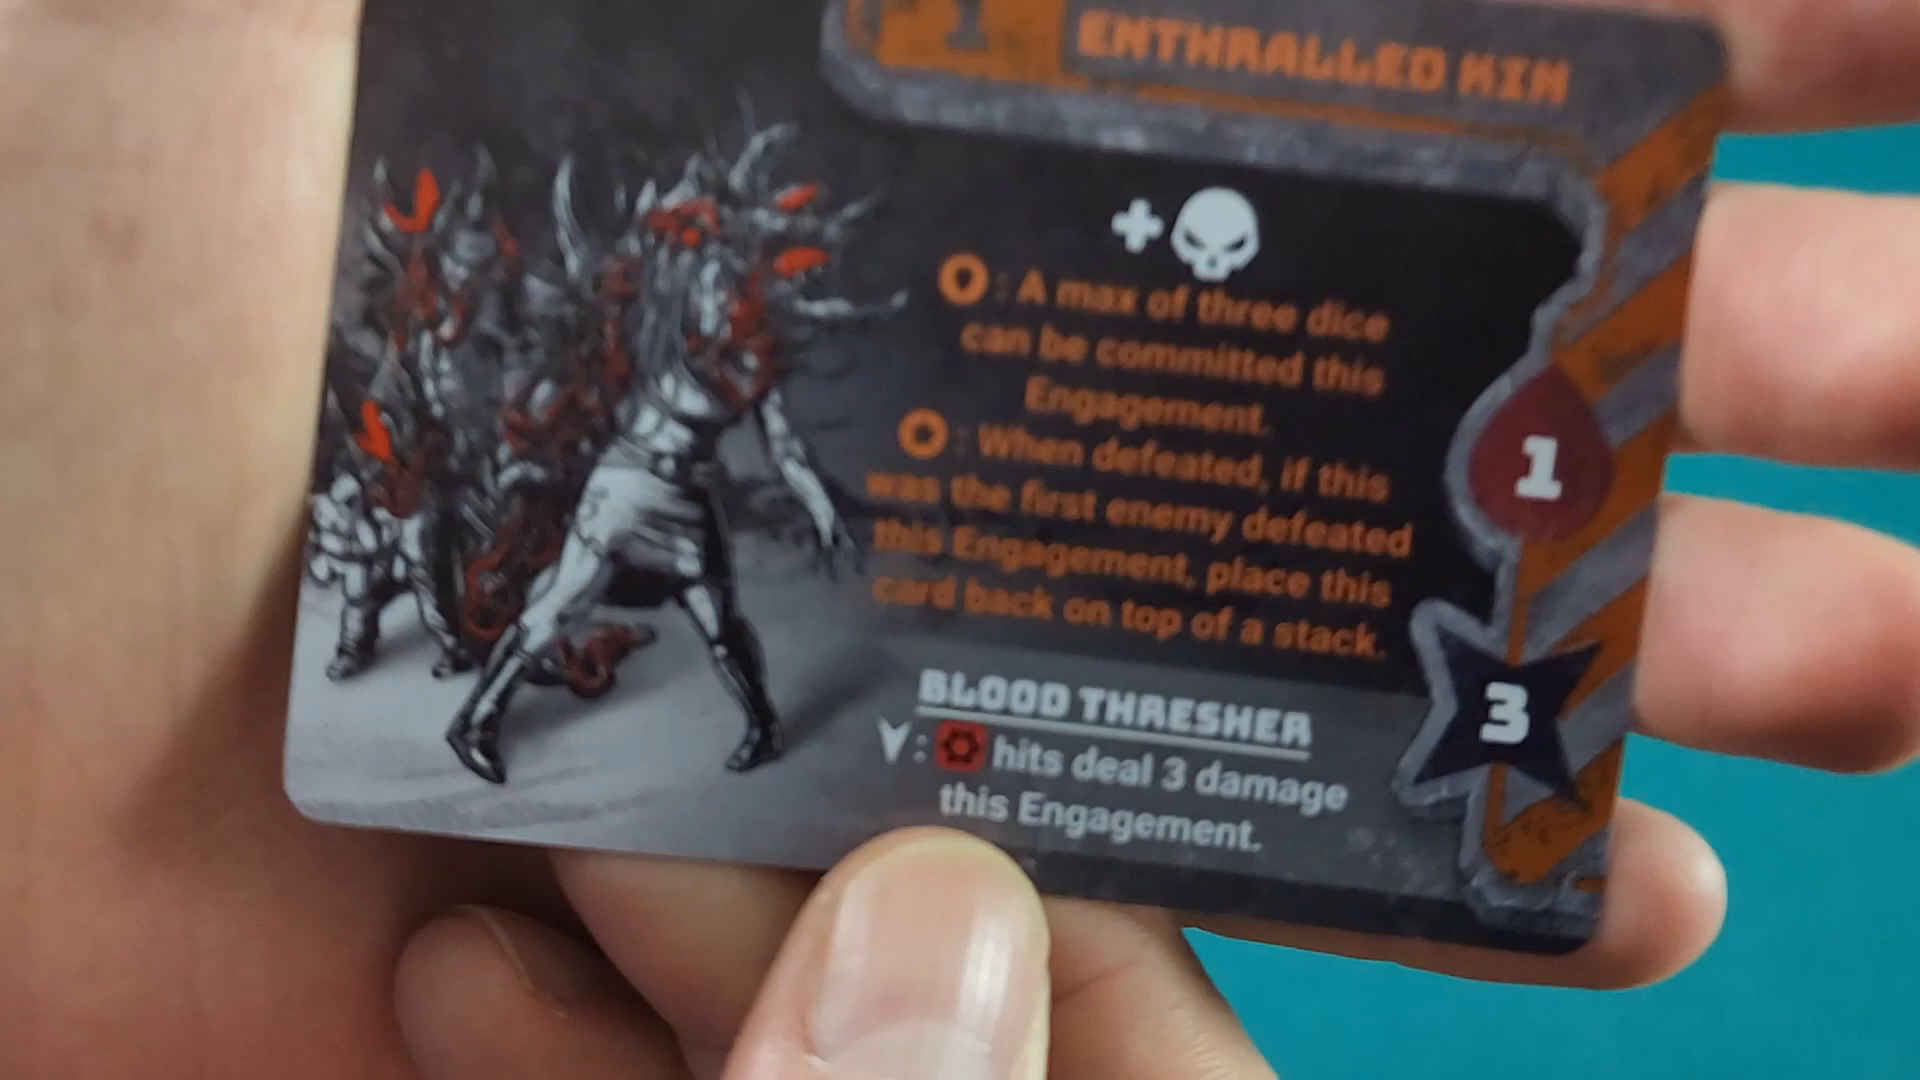 1
ENTHRALLED KIN
+
: A max of three dice
can be committed this
Engagement.
: When defeated, if this
was the first enemy defeated
this Engagement, place this
card back on top of a stack.
1
3
BLOOD THRESHER
: hits deal 3 damage
this Engagement.